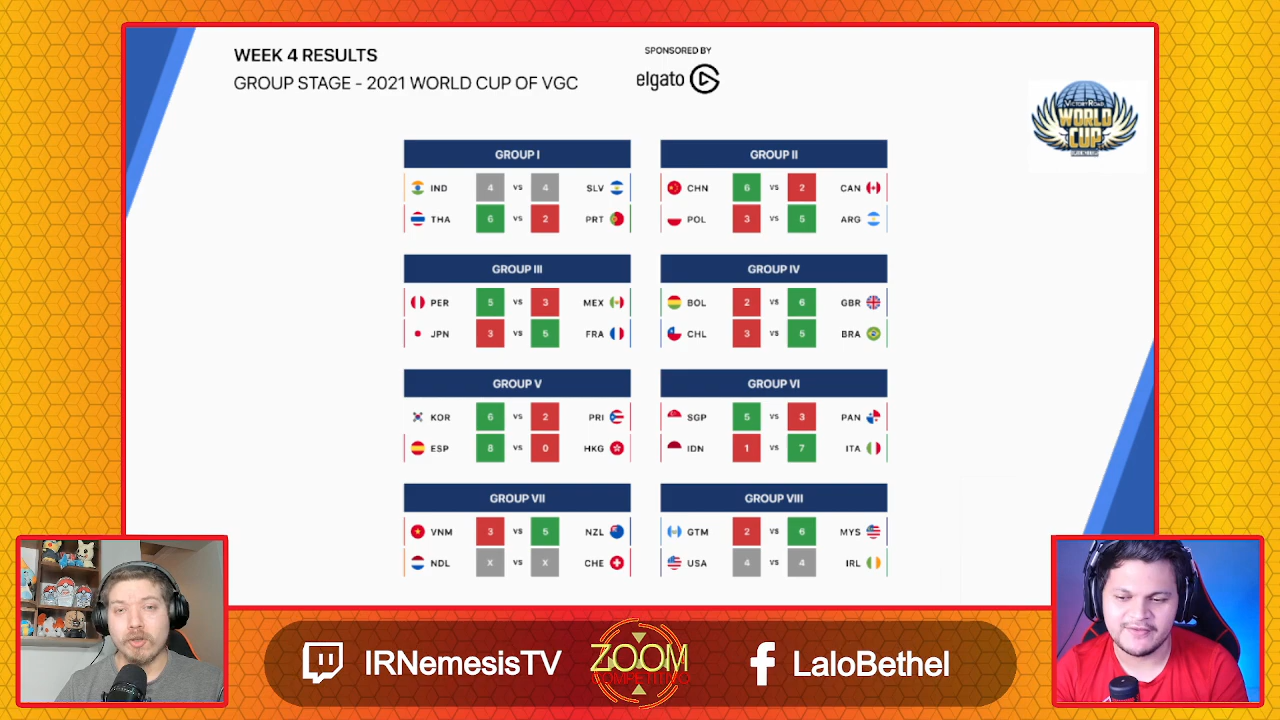 WEEK 4 RESULTS
GROUP STAGE - 2021 WORLD CUP OF VGC
SPONSORED BY
elgato
VICTORY ROAD
WORLD
CUP
GROUP I
IND 4 VS 4 SLV
THA 6 VS 2 PRT
GROUP II
CHN 6 VS 2 CAN
POL 3 VS 5 ARG
GROUP III
PER 5 VS 3 MEX
JPN 3 VS 5 FRA
GROUP IV
BOL 2 VS 6 GBR
CHL 3 VS 5 BRA
GROUP V
KOR 6 VS 2 PRI
ESP 8 VS 0 HKG
GROUP VI
SGP 5 VS 3 PAN
IDN 1 VS 7 ITA
GROUP VII
VNM 3 VS 5 NZL
NDL X VS X CHE
GROUP VIII
GTM 2 VS 6 MYS
USA 4 VS 4 IRL
IRNemesisTV
ZOOM
COMPETITIVO
LaloBethel